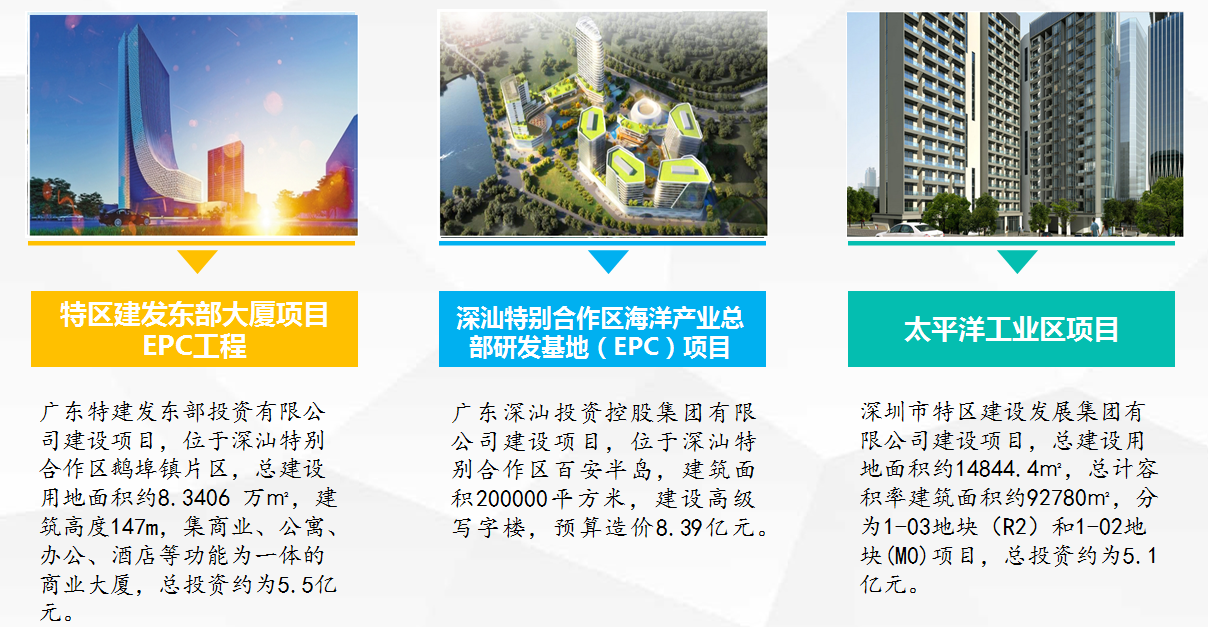 特区建发东部大厦项目
EPC工程
广东特建发东部投资有限公
司建设项目，位于深汕特别
合作区鹅埠镇片区，总建设
用地面积约8.3406 万㎡，建
筑高度147m，集商业、公寓、
办公、酒店等功能为一体的
商业大厦，总投资约为5.5亿
元。
深汕特别合作区海洋产业总
部研发基地（EPC）项目
广东深汕投资控股集团有限
公司建设项目，位于深汕特
别合作区百安半岛，建筑面
积200000平方米，建设高级
写字楼，预算造价8.39亿元。
太平洋工业区项目
深圳市特区建设发展集团有
限公司建设项目，总建设用
地面积约14844.4㎡，总计容
积率建筑面积约92780㎡，分
为1-03地块（R2）和1-02地
块(M0)项目，总投资约为5.1
亿元。